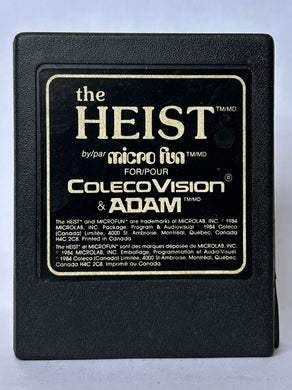 the
HEIST TM/MD
by/par micro fun TM/MD
FOR/POUR
COLECOVISION®
& ADAM TM/MD
The HEIST* and MICROFUN* are trademarks of MICROLAB, INC. *1984
MICROLAB, INC. Package, Program & Audiovisual *1984 Coleco
(Canada) Limitée, 4000 St. Ambroise, Montréal, Québec, Canada
H4C 2C8. Printed in Canada.
The HEIST* et MICROFUN* sont des marques déposée de MICROLAB, INC.
*1984 MICROLAB, INC. Emballage, Programmation et Audio-Visuel
*1984 Coleco (Canada) Limitée, 4000 St-Ambroise, Montréal, Québec,
Canada H4C 2C8. Imprimé au Canada.